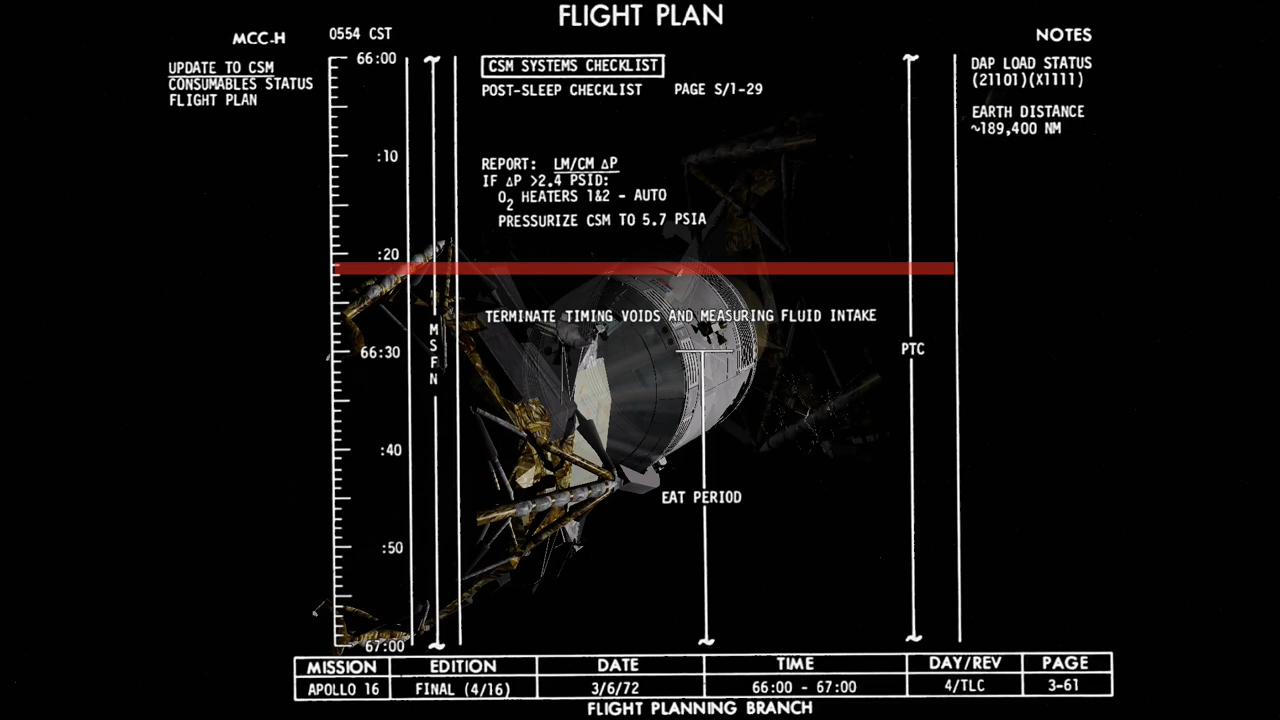 FLIGHT PLAN
MCC-H
0554 CST
NOTES
UPDATE TO CSM
CONSUMABLES STATUS
FLIGHT PLAN
66:00
:10
:20
66:30
:40
:50
67:00
MSFN
CSM SYSTEMS CHECKLIST
POST-SLEEP CHECKLIST PAGE S/1-29
REPORT: LM/CM ΔP
IF ΔP >2.4 PSID:
O2 HEATERS 1&2 - AUTO
PRESSURIZE CSM TO 5.7 PSIA
TERMINATE TIMING VOIDS AND MEASURING FLUID INTAKE
EAT PERIOD
PTC
DAP LOAD STATUS
(21101)(X1111)
EARTH DISTANCE
~189,400 NM
MISSION EDITION DATE TIME DAY/REV PAGE
APOLLO 16 FINAL (4/16) 3/6/72 66:00 - 67:00 4/TLC 3-61
FLIGHT PLANNING BRANCH